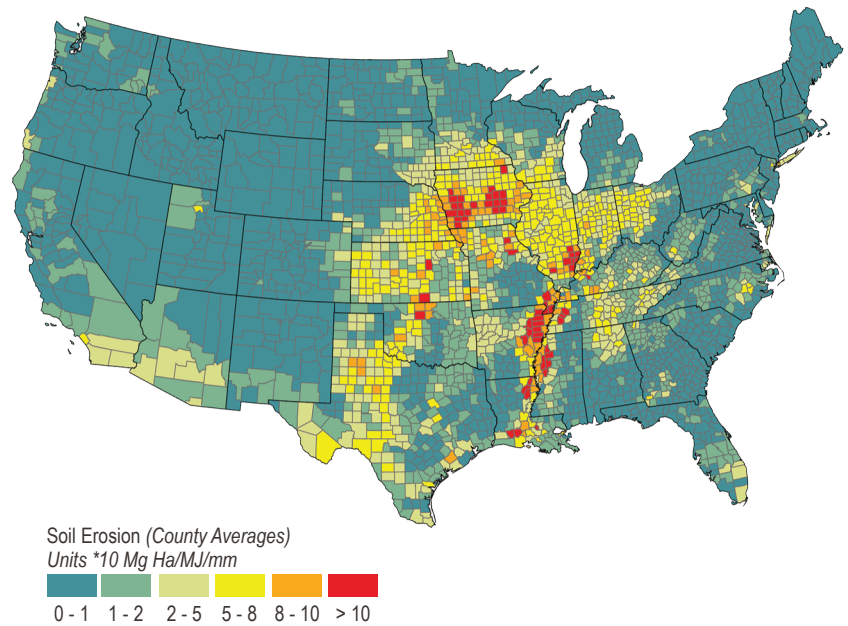 Soil Erosion (County Averages)
Units *10 Mg Ha/MJ/mm
0 - 1 1 - 2 2 - 5 5 - 8 8 - 10 > 10